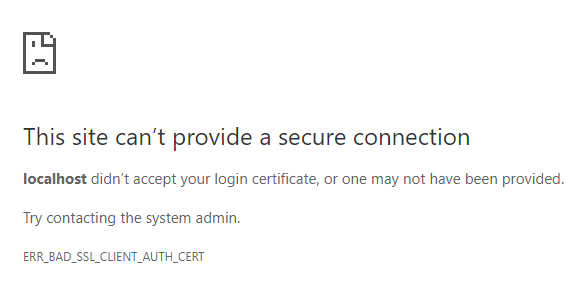 This site can’t provide a secure connection
localhost didn’t accept your login certificate, or one may not have been provided.
Try contacting the system admin.
ERR_BAD_SSL_CLIENT_AUTH_CERT